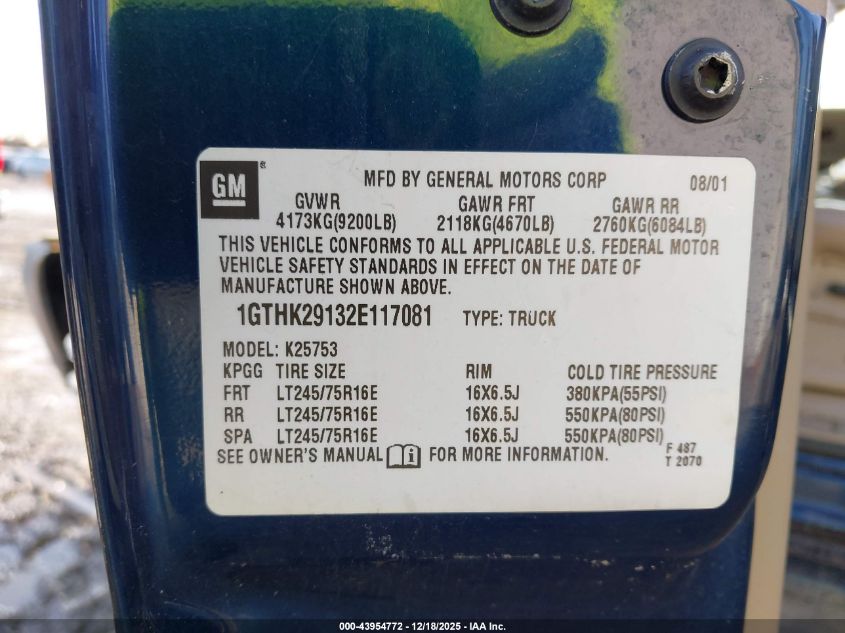 GM ®
MFD BY GENERAL MOTORS CORP 08/01
GVWR GAWR FRT GAWR RR
4173KG(9200LB) 2118KG(4670LB) 2760KG(6084LB)
THIS VEHICLE CONFORMS TO ALL APPLICABLE U.S. FEDERAL MOTOR
VEHICLE SAFETY STANDARDS IN EFFECT ON THE DATE OF
MANUFACTURE SHOWN ABOVE.
1GTHK29132E117081 TYPE: TRUCK
MODEL: K25753
KPGG TIRE SIZE RIM COLD TIRE PRESSURE
FRT LT245/75R16E 16X6.5J 380KPA(55PSI)
RR LT245/75R16E 16X6.5J 550KPA(80PSI)
SPA LT245/75R16E 16X6.5J 550KPA(80PSI)
SEE OWNER'S MANUAL FOR MORE INFORMATION. F 487
T 2070
000-43954772 - 12/18/2025 - IAA Inc.